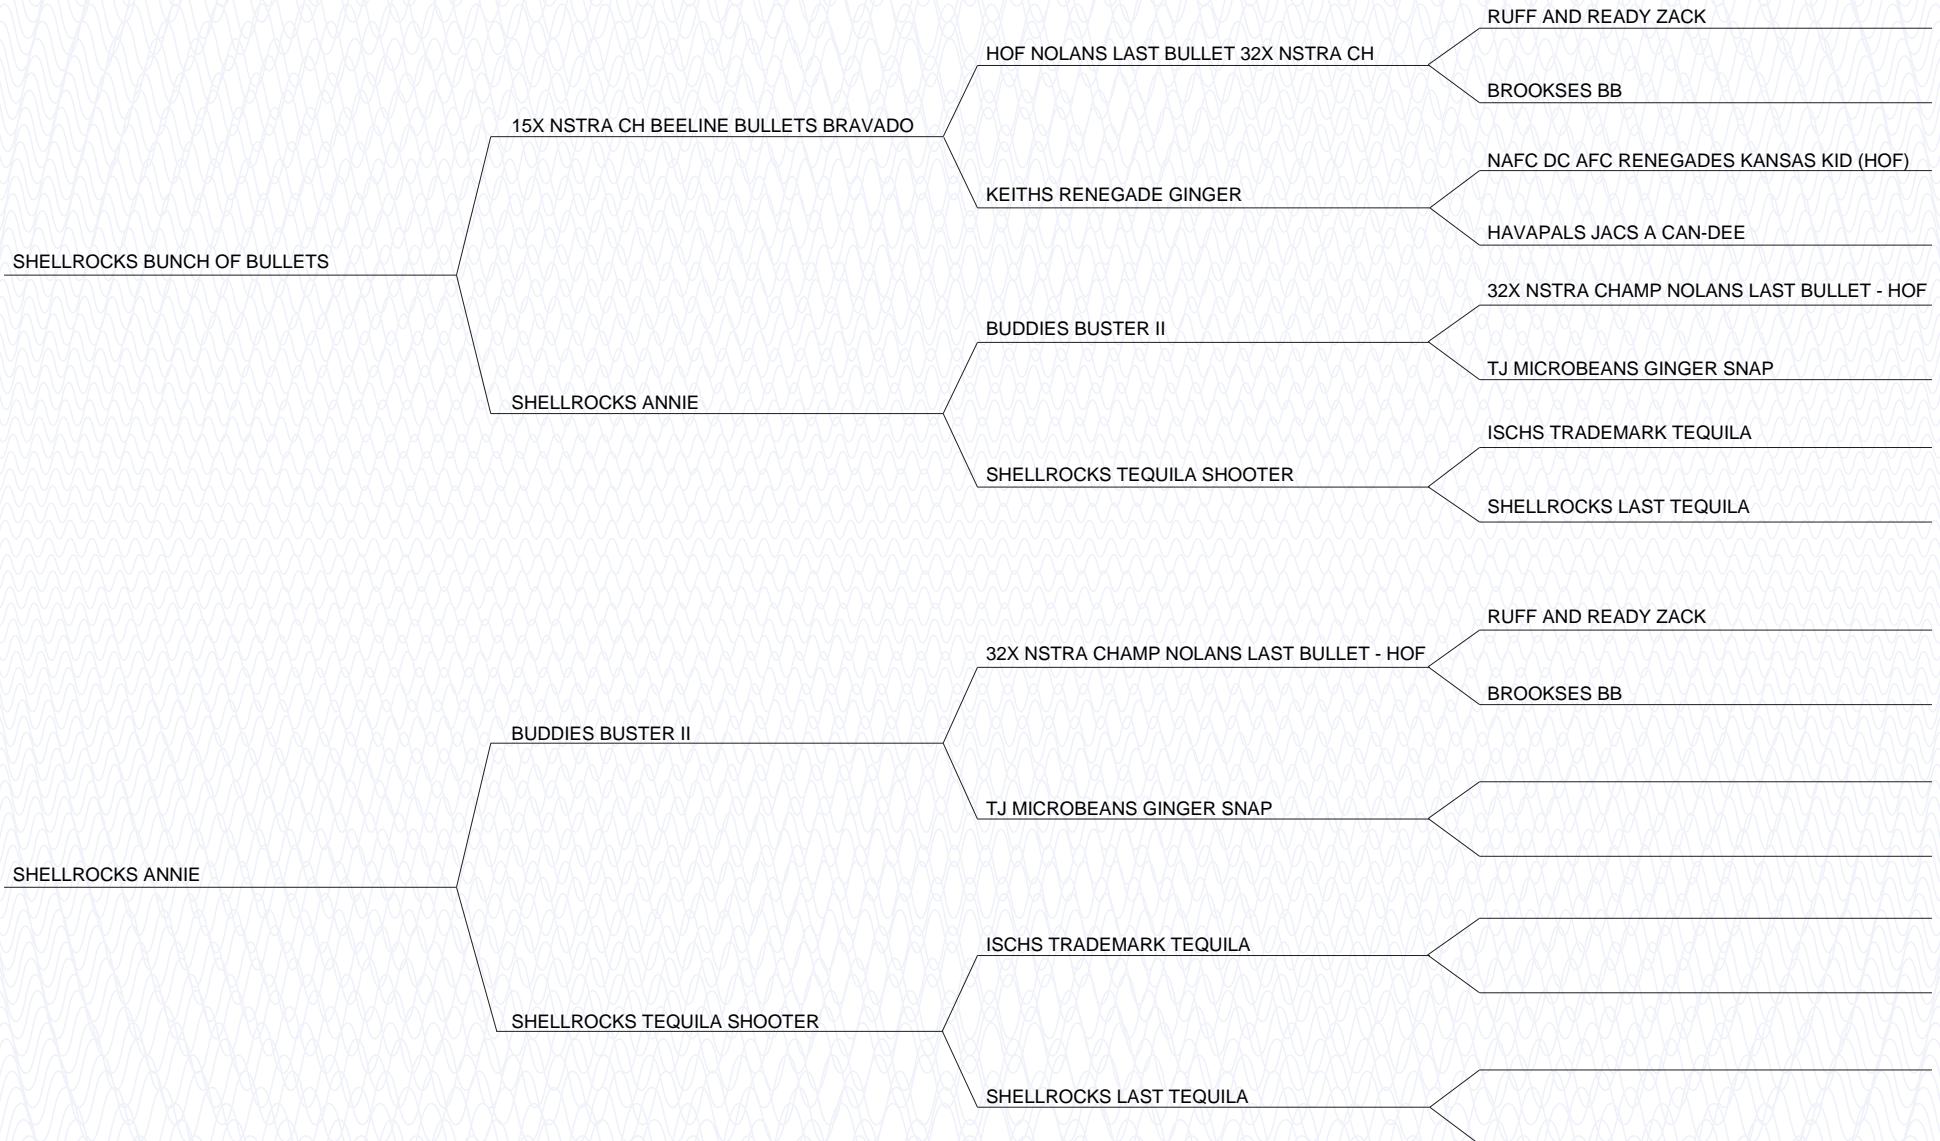 RUFF AND READY ZACK
HOF NOLANS LAST BULLET 32X NSTRA CH
BROOKSES BB
15X NSTRA CH BEELINE BULLETS BRAVADO
NAFC DC AFC RENEGADES KANSAS KID (HOF)
KEITHS RENEGADE GINGER
HAVAPALS JACS A CAN-DEE
SHELLROCKS BUNCH OF BULLETS
32X NSTRA CHAMP NOLANS LAST BULLET - HOF
BUDDIES BUSTER II
TJ MICROBEANS GINGER SNAP
SHELLROCKS ANNIE
ISCHS TRADEMARK TEQUILA
SHELLROCKS TEQUILA SHOOTER
SHELLROCKS LAST TEQUILA
RUFF AND READY ZACK
32X NSTRA CHAMP NOLANS LAST BULLET - HOF
BROOKSES BB
BUDDIES BUSTER II
TJ MICROBEANS GINGER SNAP
SHELLROCKS ANNIE
ISCHS TRADEMARK TEQUILA
SHELLROCKS TEQUILA SHOOTER
SHELLROCKS LAST TEQUILA